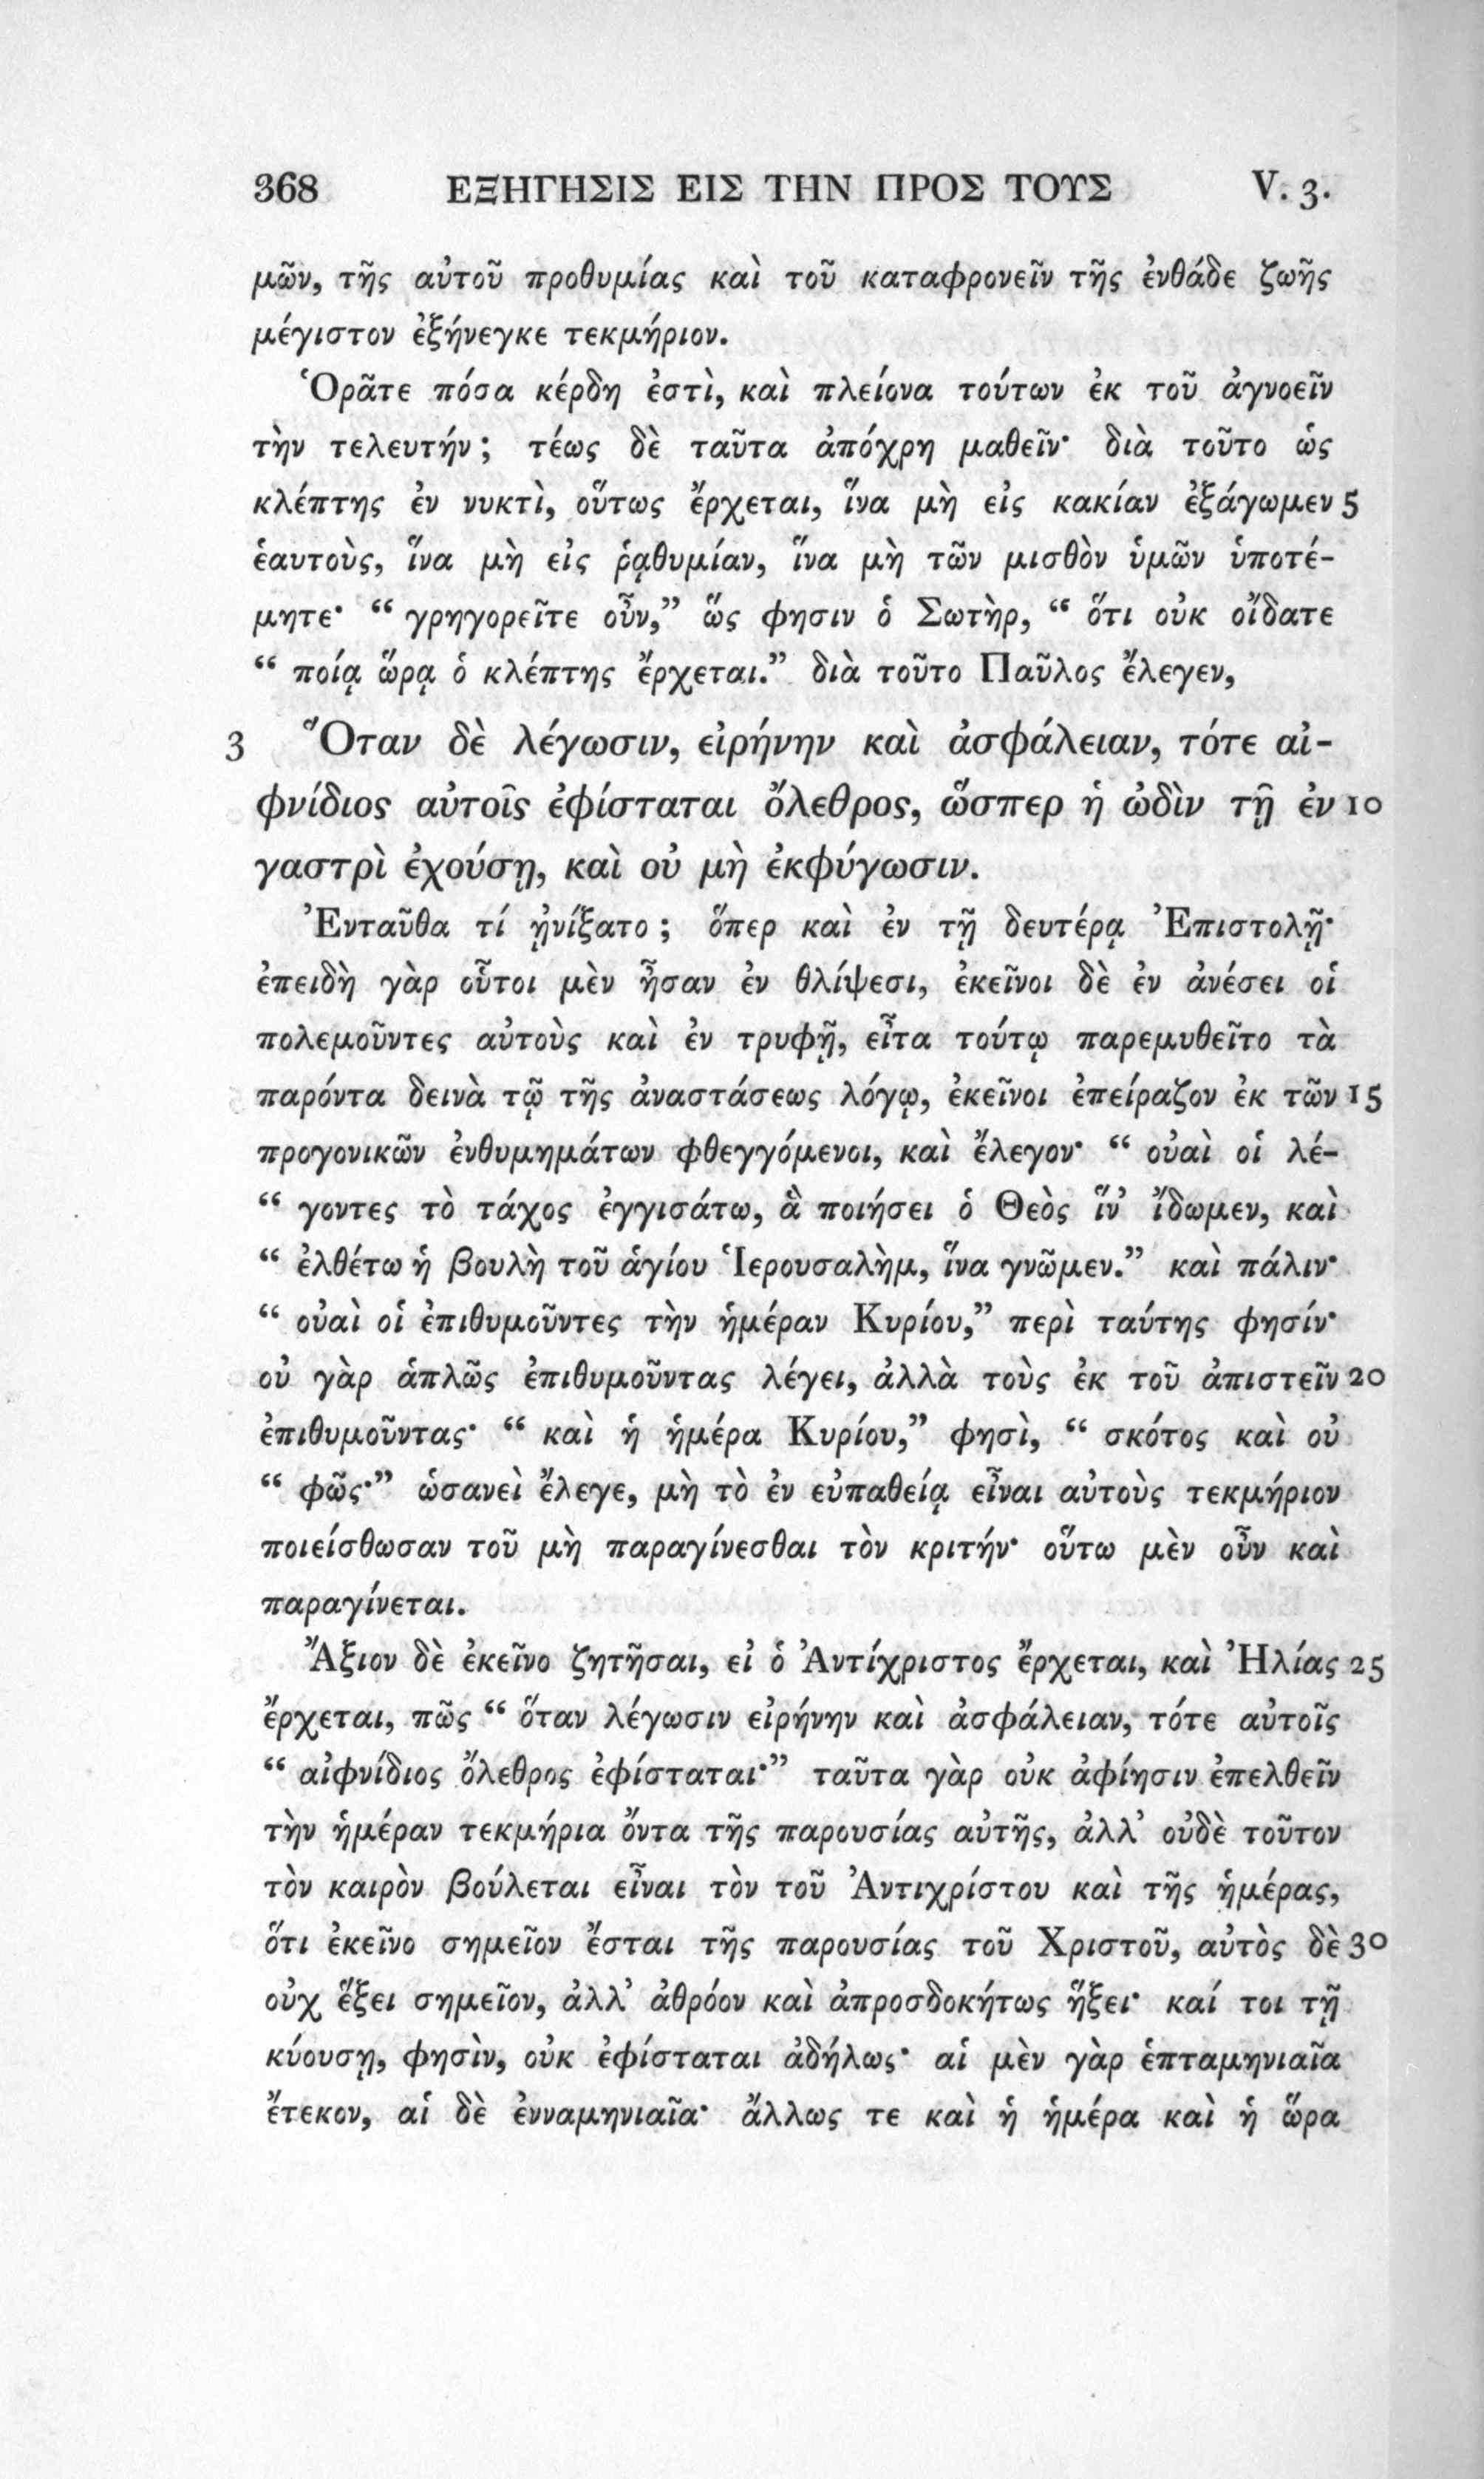 368 ΕΞΗΓΗΣΙΣ ΕΙΣ ΤΗΝ ΠΡΟΣ ΤΟΥΣ V. 3.
μῶν, τῆς αὐτοῦ προθυμίας καὶ τοῦ καταφρονεῖν τῆς ἐνθάδε ζωῆς
μέγιστον ἐξήνεγκε τεκμήριον.
Ὁρᾶτε πόσα κέρδη ἐστὶ, καὶ πλείονα τούτων ἐκ τοῦ ἀγνοεῖν
τὴν τελευτήν; τέως δὲ ταῦτα ἀπόχρη μαθεῖν· διὰ τοῦτο ὡς
κλέπτης ἐν νυκτὶ, οὕτως ἔρχεται, ἵνα μὴ εἰς κακίαν ἐξάγωμεν 5
ἑαυτοὺς, ἵνα μὴ εἰς ῥᾳθυμίαν, ἵνα μὴ τῶν μισθὸν ὑμῶν ὑποτέ-
μητε· “ γρηγορεῖτε οὖν,” ὥς φησιν ὁ Σωτὴρ, “ ὅτι οὐκ οἴδατε
“ ποίᾳ ὥρᾳ ὁ κλέπτης ἔρχεται.” διὰ τοῦτο Παῦλος ἔλεγεν,
3 Ὅταν δὲ λέγωσιν, εἰρήνην καὶ ἀσφάλειαν, τότε αἰ-
φνίδιος αὐτοῖς ἐφίσταται ὄλεθρος, ὥσπερ ἡ ὠδὶν τῇ ἐν 10
γαστρὶ ἐχούσῃ, καὶ οὐ μὴ ἐκφύγωσιν.
Ἐνταῦθα τί ᾐνίξατο; ὅπερ καὶ ἐν τῇ δευτέρᾳ Ἐπιστολῇ·
ἐπειδὴ γὰρ οὗτοι μὲν ἦσαν ἐν θλίψεσι, ἐκεῖνοι δὲ ἐν ἀνέσει οἱ
πολεμοῦντες αὐτοὺς καὶ ἐν τρυφῇ, εἶτα τούτῳ παρεμυθεῖτο τὰ
παρόντα δεινὰ τῷ τῆς ἀναστάσεως λόγῳ, ἐκεῖνοι ἐπείραζον ἐκ τῶν 15
προγονικῶν ἐνθυμημάτων φθεγγόμενοι, καὶ ἔλεγον· “ οὐαὶ οἱ λέ-
“ γοντες τὸ τάχος ἐγγισάτω, ἃ ποιήσει ὁ Θεὸς ἵν’ ἴδωμεν, καὶ
“ ἐλθέτω ἡ βουλὴ τοῦ ἁγίου Ἱερουσαλὴμ, ἵνα γνῶμεν.” καὶ πάλιν·
“ οὐαὶ οἱ ἐπιθυμοῦντες τὴν ἡμέραν Κυρίου,” περὶ ταύτης φησίν·
οὐ γὰρ ἁπλῶς ἐπιθυμοῦντας λέγει, ἀλλὰ τοὺς ἐκ τοῦ ἀπιστεῖν 20
ἐπιθυμοῦντας· “ καὶ ἡ ἡμέρα Κυρίου,” φησὶ, “ σκότος καὶ οὐ
“ φῶς·” ὡσανεὶ ἔλεγε, μὴ τὸ ἐν εὐπαθείᾳ εἶναι αὐτοὺς τεκμήριον
ποιείσθωσαν τοῦ μὴ παραγίνεσθαι τὸν κριτήν· οὕτω μὲν οὖν καὶ
παραγίνεται.
Ἄξιον δὲ ἐκεῖνο ζητῆσαι, εἰ ὁ Ἀντίχριστος ἔρχεται, καὶ Ἠλίας 25
ἔρχεται, πῶς “ ὅταν λέγωσιν εἰρήνην καὶ ἀσφάλειαν, τότε αὐτοῖς
“ αἰφνίδιος ὄλεθρος ἐφίσταται·” ταῦτα γὰρ οὐκ ἀφίησιν ἐπελθεῖν
τὴν ἡμέραν τεκμήρια ὄντα τῆς παρουσίας αὐτῆς, ἀλλ’ οὐδὲ τοῦτον
τὸν καιρὸν βούλεται εἶναι τὸν τοῦ Ἀντιχρίστου καὶ τῆς ἡμέρας,
ὅτι ἐκεῖνο σημεῖον ἔσται τῆς παρουσίας τοῦ Χριστοῦ, αὐτὸς δὲ 30
οὐχ ἕξει σημεῖον, ἀλλ’ ἀθρόον καὶ ἀπροσδοκήτως ἥξει· καί τοι τῇ
κύουσῃ, φησὶν, οὐκ ἐφίσταται ἀδήλως· αἱ μὲν γὰρ ἑπταμηνιαῖα
ἔτεκον, αἱ δὲ ἐνναμηνιαῖα· ἄλλως τε καὶ ἡ ἡμέρα καὶ ἡ ὥρα